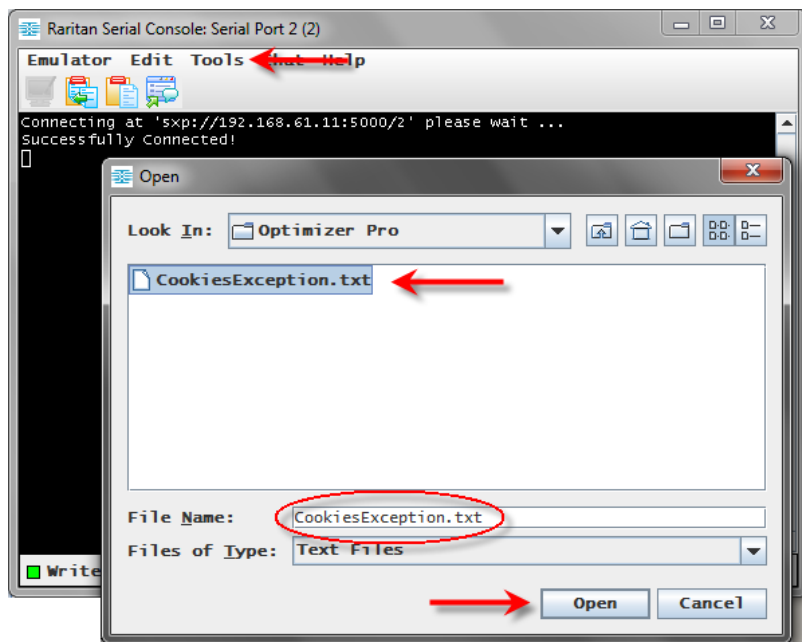 Raritan Serial Console: Serial Port 2 (2)
Emulator Edit Tools Chat Help
Connecting at 'sxp://192.168.61.11:5000/2' please wait ...
Successfully Connected!
Open
Look In: Optimizer Pro
CookiesException.txt
File Name: CookiesException.txt
Files of Type: Text Files
Write
Open Cancel